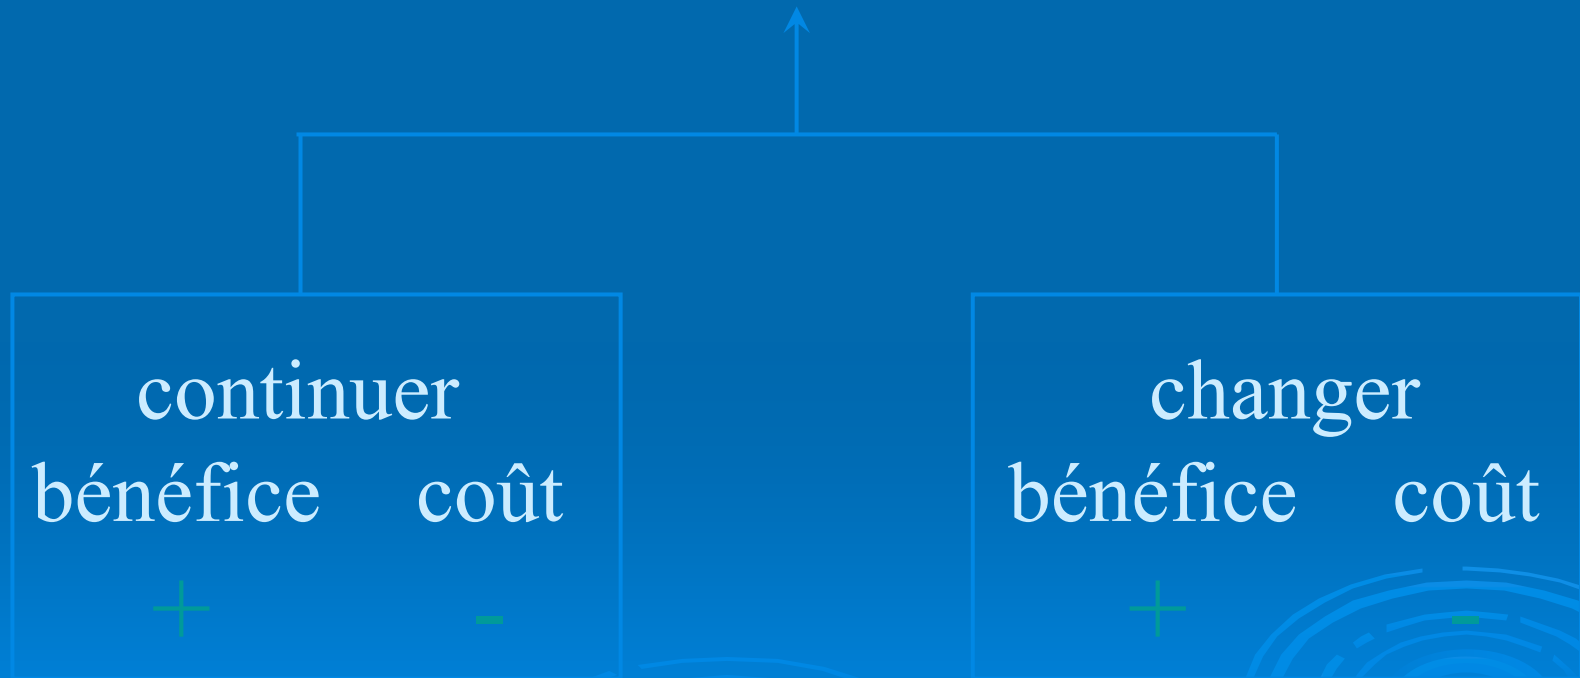 continuer
bénéfice coût
+ -
changer
bénéfice coût
+ -